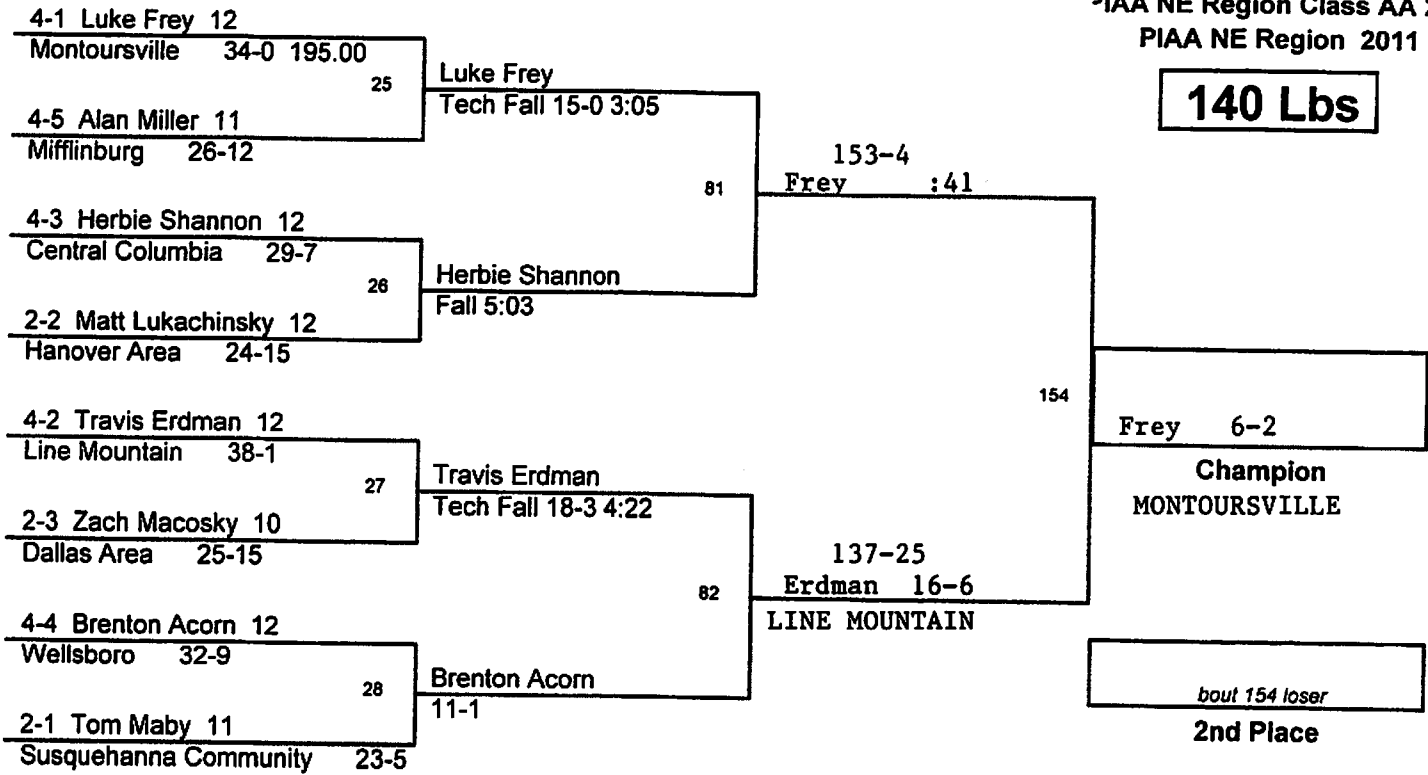 PIAA NE Region Class AA
PIAA NE Region 2011
140 Lbs
4-1 Luke Frey 12
Montoursville 34-0 195.00
25
4-5 Alan Miller 11
Mifflinburg 26-12
Luke Frey
Tech Fall 15-0 3:05
4-3 Herbie Shannon 12
Central Columbia 29-7
26
2-2 Matt Lukachinsky 12
Hanover Area 24-15
Herbie Shannon
Fall 5:03
81
153-4
Frey :41
4-2 Travis Erdman 12
Line Mountain 38-1
27
2-3 Zach Macosky 10
Dallas Area 25-15
Travis Erdman
Tech Fall 18-3 4:22
4-4 Brenton Acorn 12
Wellsboro 32-9
28
2-1 Tom Maby 11
Susquehanna Community 23-5
Brenton Acorn
11-1
82
137-25
Erdman 16-6
LINE MOUNTAIN
154
Frey 6-2
Champion
MONTOURSVILLE
bout 154 loser
2nd Place